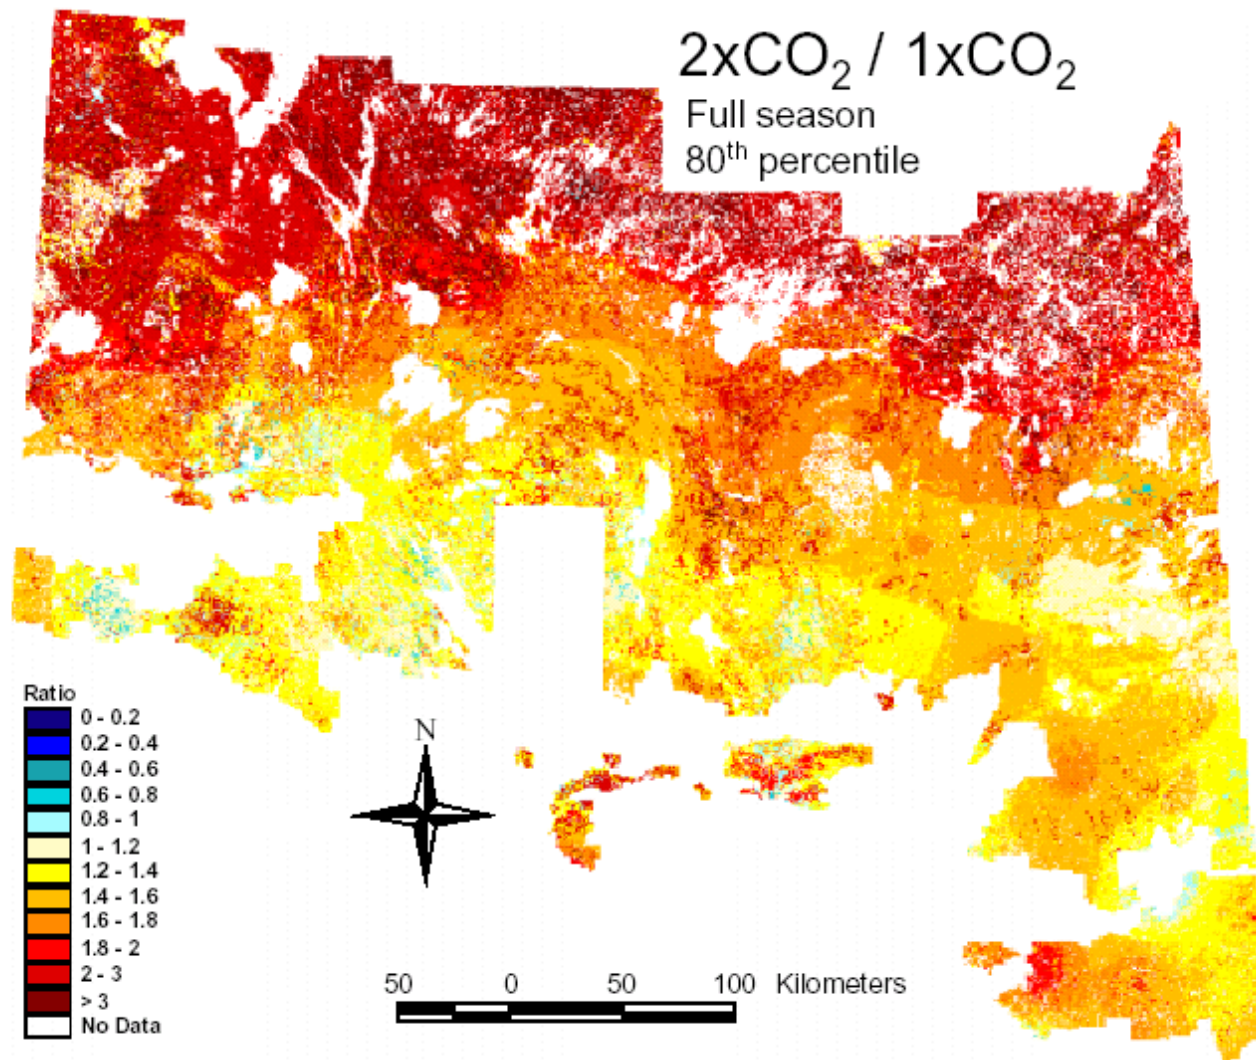 2xCO₂ / 1xCO₂
Full season
80th percentile
Ratio
0 - 0.2
0.2 - 0.4
0.4 - 0.6
0.6 - 0.8
0.8 - 1
1 - 1.2
1.2 - 1.4
1.4 - 1.6
1.6 - 1.8
1.8 - 2
2 - 3
> 3
No Data
N
50 0 50 100 Kilometers